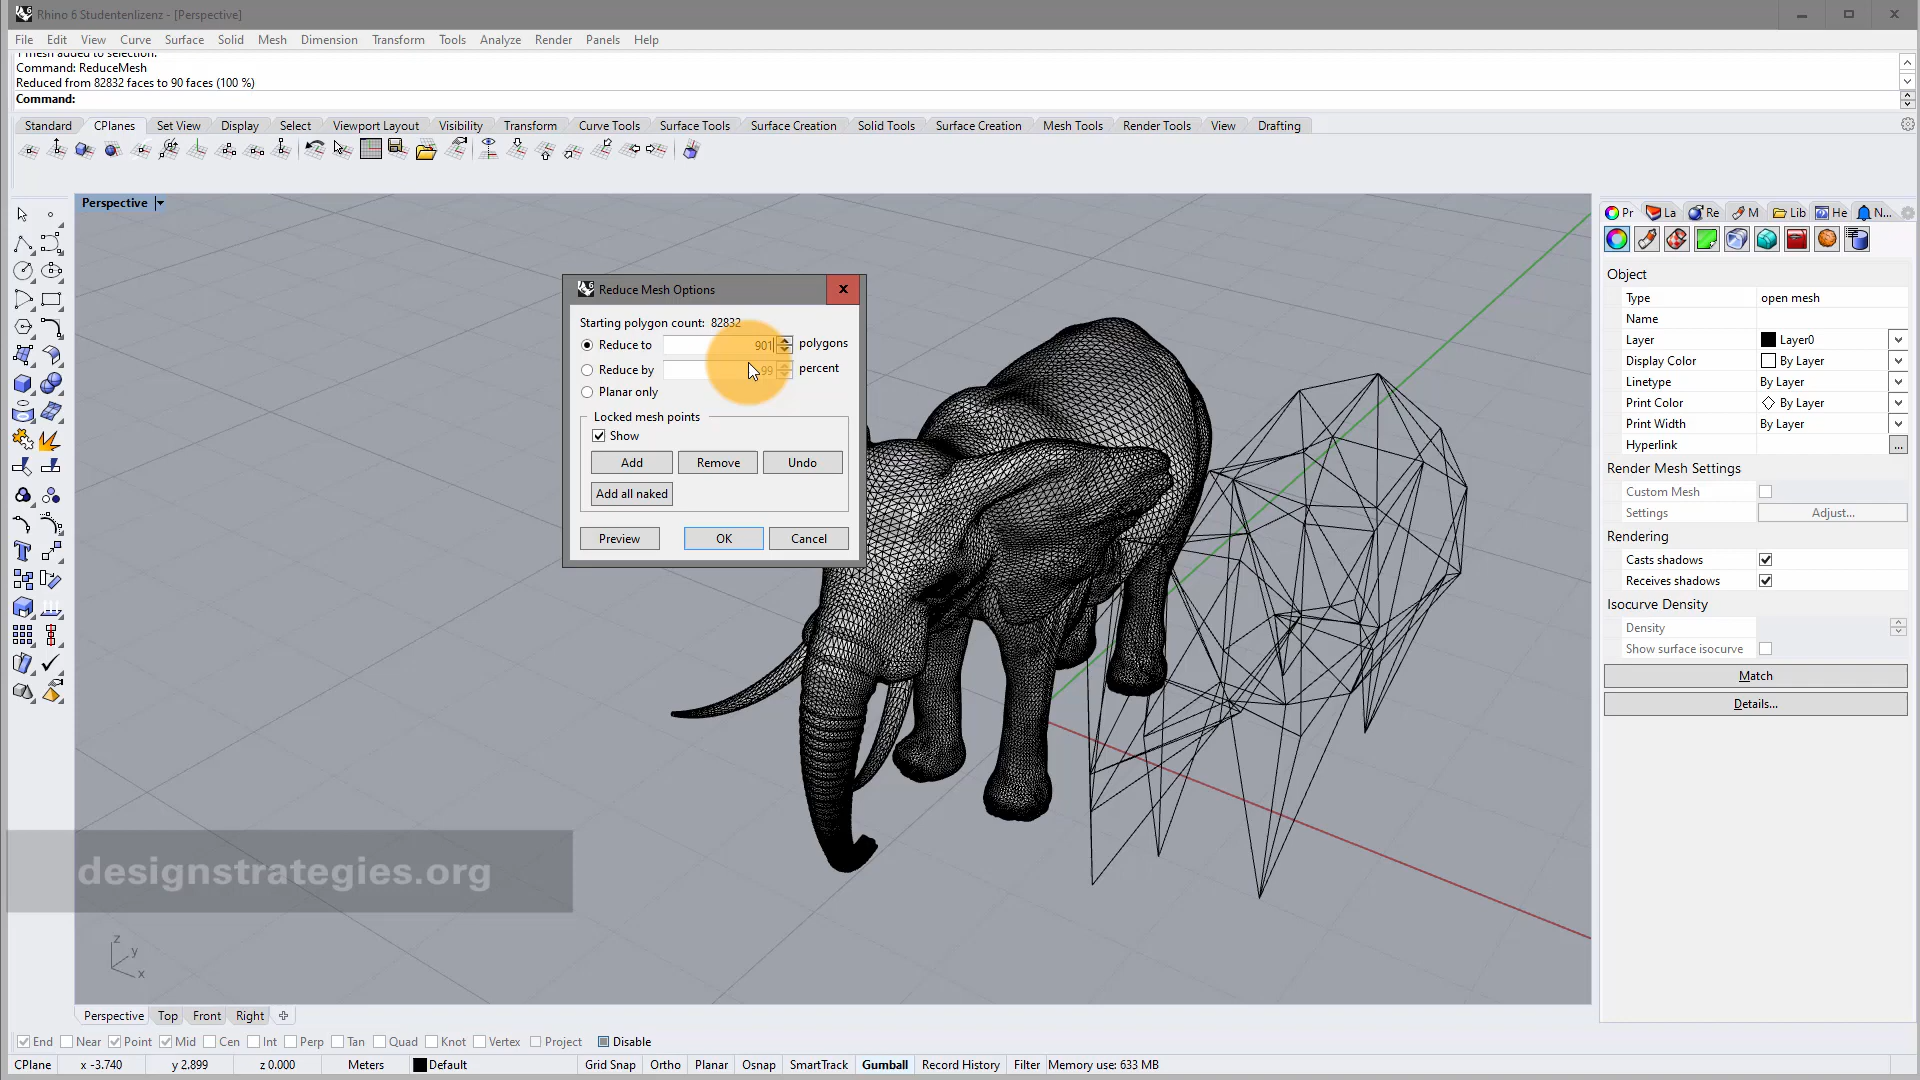 Rhino 6 Studentenlizenz - [Perspective]
File Edit View Curve Surface Solid Mesh Dimension Transform Tools Analyze Render Panels Help
1 mesh added to selection.
Command: ReduceMesh
Reduced from 82832 faces to 90 faces (100 %)
Command:
Standard CPlanes Set View Display Select Viewport Layout Visibility Transform Curve Tools Surface Tools Surface Creation Solid Tools Surface Creation Mesh Tools Render Tools View Drafting
Perspective
Pr La Re M Lib He N...
Reduce Mesh Options
Starting polygon count: 82832
Reduce to 901 polygons
Reduce by 99 percent
Planar only
Locked mesh points
Show
Add Remove Undo
Add all naked
Preview OK Cancel
Object
Type open mesh
Name
Layer Layer0
Display Color By Layer
Linetype By Layer
Print Color By Layer
Print Width By Layer
Hyperlink ...
Render Mesh Settings
Custom Mesh
Settings Adjust...
Rendering
Casts shadows
Receives shadows
Isocurve Density
Density
Show surface isocurve
Match
Details...
designstrategies.org
z
y
x
Perspective Top Front Right
End Near Point Mid Cen Int Perp Tan Quad Knot Vertex Project Disable
CPlane x -3.740 y 2.899 z 0.000 Meters Default Grid Snap Ortho Planar Osnap SmartTrack Gumball Record History Filter Memory use: 633 MB